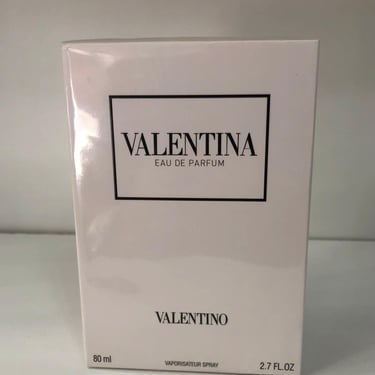 VALENTINA
EAU DE PARFUM
VALENTINO
80 ml VAPORISATEUR SPRAY 2.7 FL.OZ